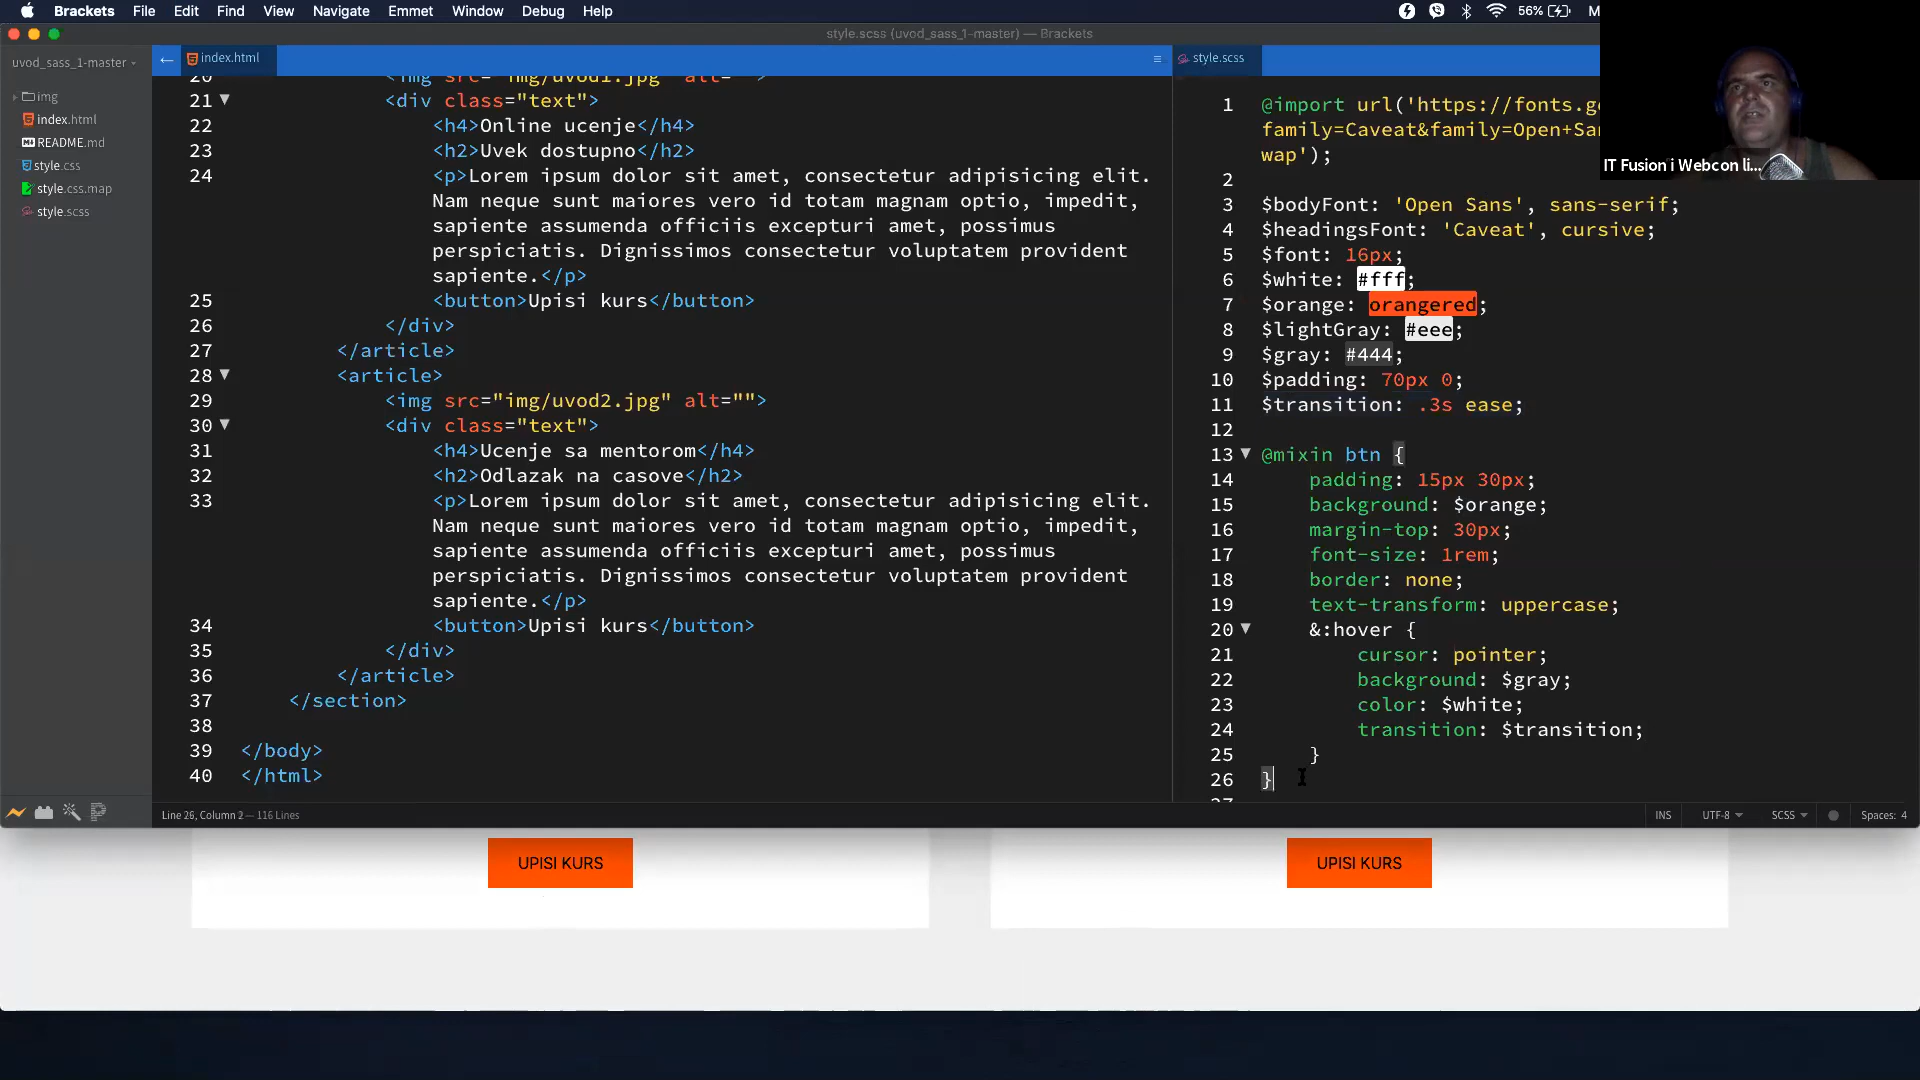 Brackets File Edit Find View Navigate Emmet Window Debug Help 56%
style.scss (uvod_sass_1-master) — Brackets
uvod_sass_1-master
img
index.html
README.md
style.css
style.css.map
style.scss
index.html
21 <div class="text">
22 <h4>Online ucenje</h4>
23 <h2>Uvek dostupno</h2>
24 <p>Lorem ipsum dolor sit amet, consectetur adipisicing elit.
Nam neque sunt maiores vero id totam magnam optio, impedit,
sapiente assumenda officiis excepturi amet, possimus
perspiciatis. Dignissimos consectetur voluptatem provident
sapiente.</p>
25 <button>Upisi kurs</button>
26 </div>
27 </article>
28 <article>
29 <img src="img/uvod2.jpg" alt="">
30 <div class="text">
31 <h4>Ucenje sa mentorom</h4>
32 <h2>Odlazak na casove</h2>
33 <p>Lorem ipsum dolor sit amet, consectetur adipisicing elit.
Nam neque sunt maiores vero id totam magnam optio, impedit,
sapiente assumenda officiis excepturi amet, possimus
perspiciatis. Dignissimos consectetur voluptatem provident
sapiente.</p>
34 <button>Upisi kurs</button>
35 </div>
36 </article>
37 </section>
38
39 </body>
40 </html>
style.scss
1 @import url('https://fonts.g
family=Caveat&family=Open+Sa
wap');
2
3 $bodyFont: 'Open Sans', sans-serif;
4 $headingsFont: 'Caveat', cursive;
5 $font: 16px;
6 $white: #fff;
7 $orange: orangered;
8 $lightGray: #eee;
9 $gray: #444;
10 $padding: 70px 0;
11 $transition: .3s ease;
12
13 @mixin btn {
14 padding: 15px 30px;
15 background: $orange;
16 margin-top: 30px;
17 font-size: 1rem;
18 border: none;
19 text-transform: uppercase;
20 &:hover {
21 cursor: pointer;
22 background: $gray;
23 color: $white;
24 transition: $transition;
25 }
26 }
IT Fusion i Webcon li...
Line 26, Column 2 — 116 Lines
INS UTF-8 SCSS Spaces: 4
UPISI KURS UPISI KURS